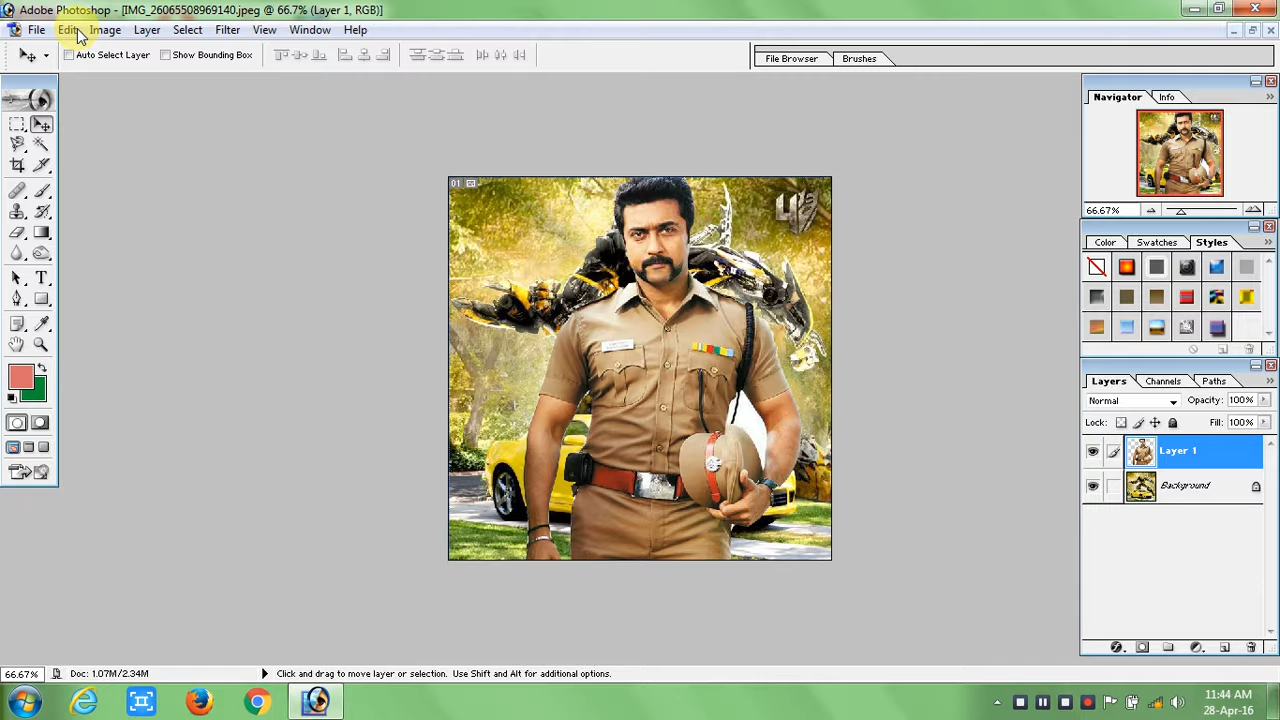 Adobe Photoshop - [IMG_26065508969140.jpeg @ 66.7% (Layer 1, RGB)]
File Edit Image Layer Select Filter View Window Help
Auto Select Layer Show Bounding Box
File Browser Brushes
Navigator Info
66.67%
Color Swatches Styles
Layers Channels Paths
Normal Opacity: 100%
Lock: Fill: 100%
Layer 1
Background
01
66.67% Doc: 1.07M/2.34M Click and drag to move layer or selection. Use Shift and Alt for additional options.
11:44 AM
28-Apr-16